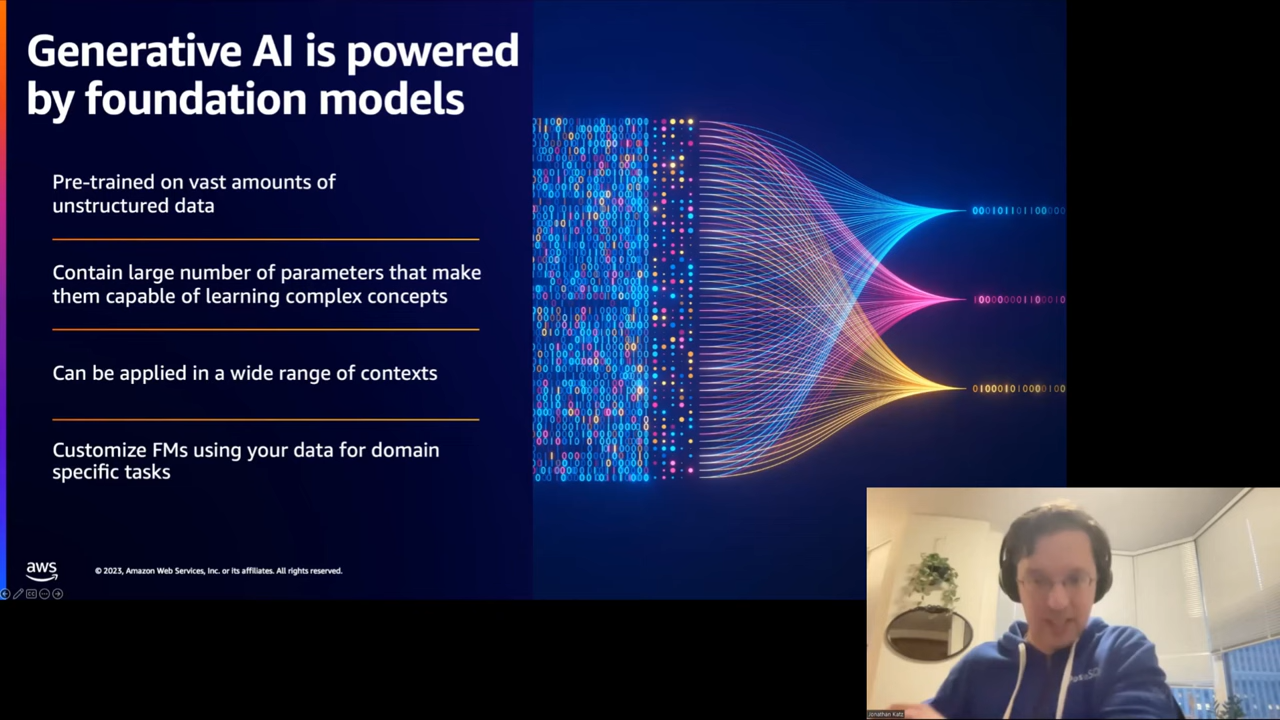 Generative AI is powered
by foundation models
Pre-trained on vast amounts of
unstructured data
Contain large number of parameters that make
them capable of learning complex concepts
Can be applied in a wide range of contexts
Customize FMs using your data for domain
specific tasks
aws
© 2023, Amazon Web Services, Inc. or its affiliates. All rights reserved.
Jonathan Katz